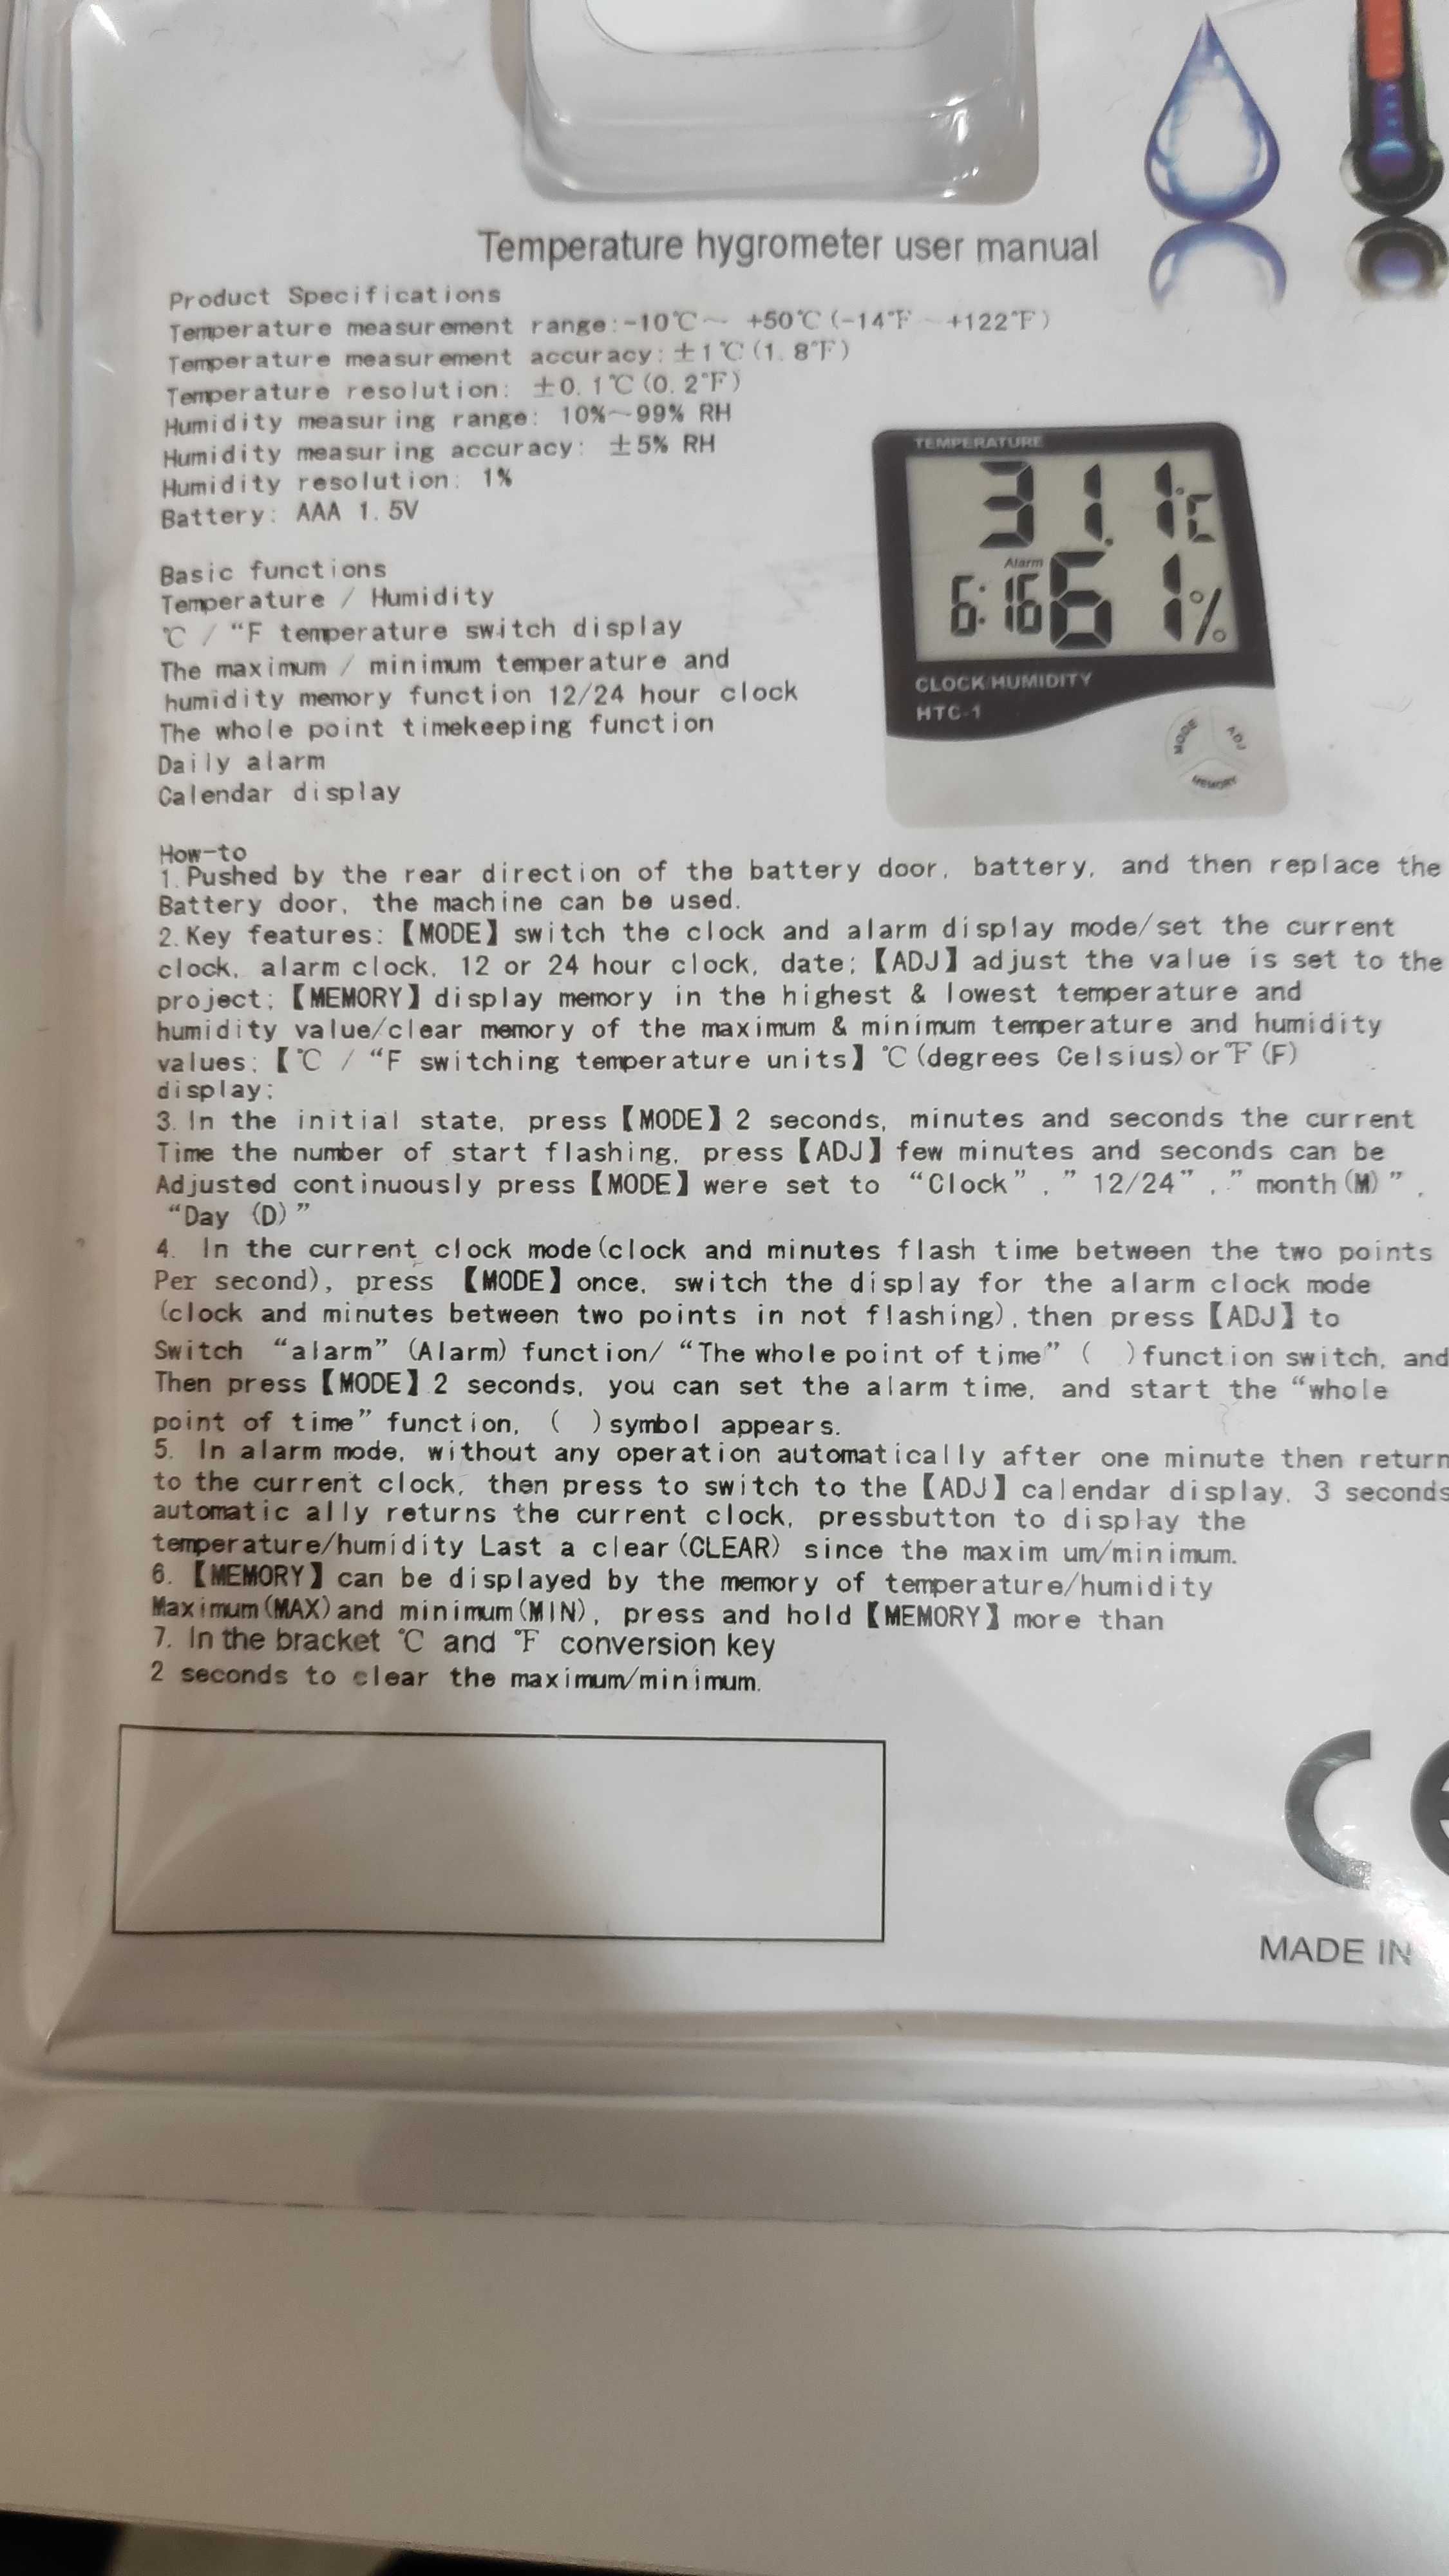 Temperature hygrometer user manual
Product Specifications
Temperature measurement range:-10℃~ +50℃(-14℉~+122℉)
Temperature measurement accuracy:±1℃(1.8℉)
Temperature resolution: ±0.1℃(0.2℉)
Humidity measuring range: 10%~99% RH
Humidity measuring accuracy: ±5% RH
Humidity resolution: 1%
Battery: AAA 1.5V
TEMPERATURE
31.1℃
Alarm
6:16 61%
CLOCK/HUMIDITY
HTC-1
MODE ADJ
MEMORY
Basic functions
Temperature / Humidity
℃ / “F temperature switch display
The maximum / minimum temperature and
humidity memory function 12/24 hour clock
The whole point timekeeping function
Daily alarm
Calendar display
How-to
1.Pushed by the rear direction of the battery door, battery, and then replace the
Battery door, the machine can be used.
2.Key features:【MODE】switch the clock and alarm display mode/set the current
clock, alarm clock, 12 or 24 hour clock, date;【ADJ】adjust the value is set to the
project;【MEMORY】display memory in the highest & lowest temperature and
humidity value/clear memory of the maximum & minimum temperature and humidity
values;【℃ / “F switching temperature units】℃(degrees Celsius)or℉(F)
display;
3.In the initial state, press【MODE】2 seconds, minutes and seconds the current
Time the number of start flashing, press【ADJ】few minutes and seconds can be
Adjusted continuously press【MODE】were set to “Clock”,” 12/24”,” month(M)”,
“Day (D)”
4. In the current clock mode(clock and minutes flash time between the two points
Per second), press 【MODE】once, switch the display for the alarm clock mode
(clock and minutes between two points in not flashing),then press【ADJ】to
Switch “alarm”(Alarm) function/ “The whole point of time” ( )function switch, and
Then press【MODE】2 seconds, you can set the alarm time, and start the “whole
point of time” function, ( )symbol appears.
5. In alarm mode, without any operation automatically after one minute then return
to the current clock, then press to switch to the【ADJ】calendar display, 3 seconds
automatic ally returns the current clock, pressbutton to display the
temperature/humidity Last a clear(CLEAR) since the maxim um/minimum.
6.【MEMORY】can be displayed by the memory of temperature/humidity
Maximum(MAX)and minimum(MIN), press and hold【MEMORY】more than
7. In the bracket ℃ and ℉ conversion key
2 seconds to clear the maximum/minimum.
CE
MADE IN